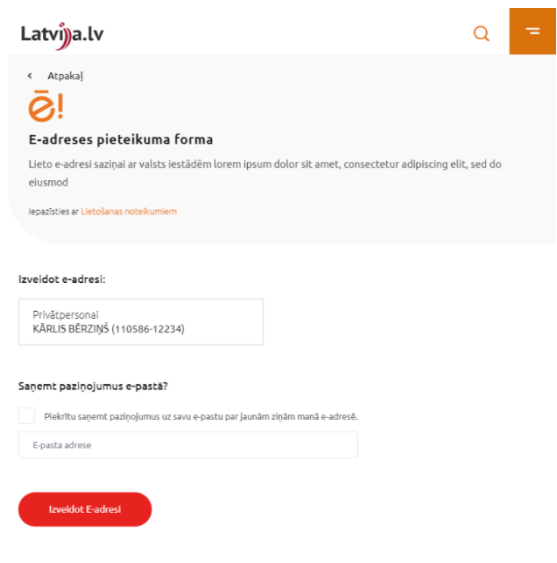 Latvija.lv
Atpakaļ
ē!
E-adreses pieteikuma forma
Lieto e-adresi saziņai ar valsts iestādēm lorem ipsum dolor sit amet, consectetur adipiscing elit, sed do
eiusmod
Iepazīsties ar Lietošanas noteikumiem
Izveidot e-adresi:
Privātpersonai
KĀRLIS BĒRZIŅŠ (110586-12234)
Saņemt paziņojumus e-pastā?
Piekrītu saņemt paziņojumus uz savu e-pastu par jaunām ziņām manā e-adresē.
E-pasta adrese
Izveidot E-adresi